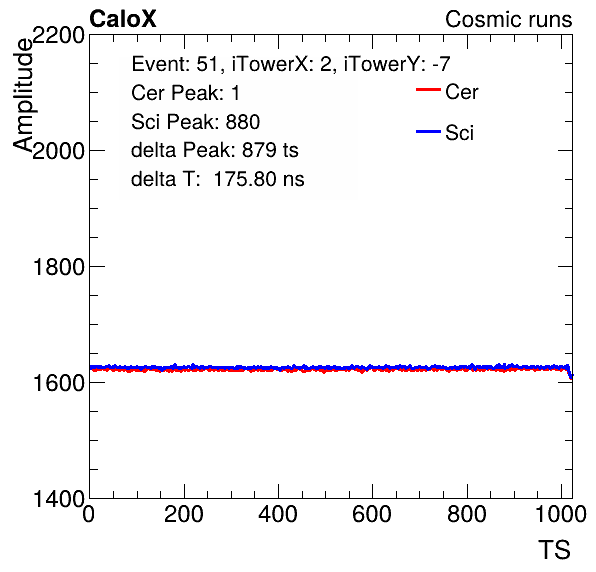 CaloX Cosmic runs
Amplitude
2200
2000
1800
1600
1400
Event: 51, iTowerX: 2, iTowerY: -7
Cer Peak: 1
Sci Peak: 880
delta Peak: 879 ts
delta T:  175.80 ns
Cer
Sci
0 200 400 600 800 1000
TS